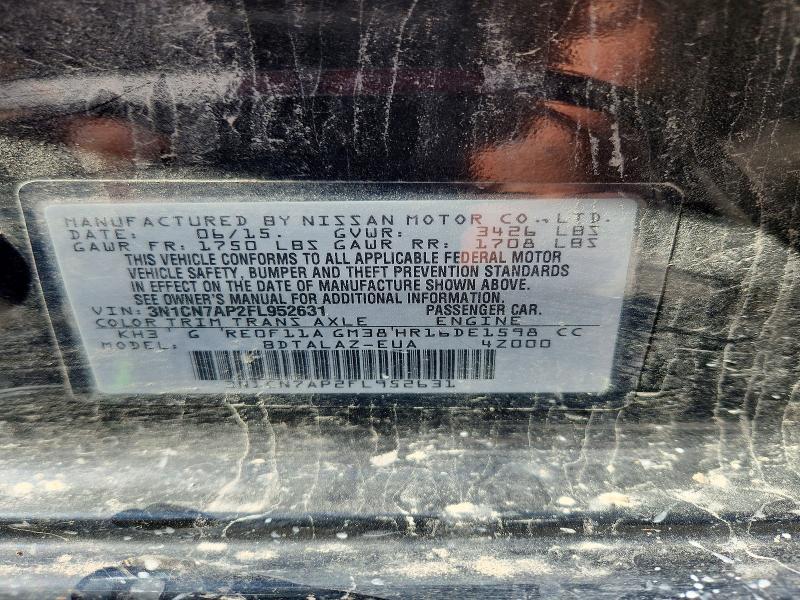 MANUFACTURED BY NISSAN MOTOR CO., LTD.
DATE: 06/15. GVWR: 3426 LBS
GAWR FR: 1750 LBS GAWR RR: 1708 LBS
THIS VEHICLE CONFORMS TO ALL APPLICABLE FEDERAL MOTOR
VEHICLE SAFETY, BUMPER AND THEFT PREVENTION STANDARDS
IN EFFECT ON THE DATE OF MANUFACTURE SHOWN ABOVE.
SEE OWNER'S MANUAL FOR ADDITIONAL INFORMATION.
VIN: 3N1CN7AP2FL952631 PASSENGER CAR.
COLOR TRIM TRANS AXLE ENGINE
KH3 G RE0F11A GM38 HR16DE1598 CC
MODEL: BDTALAZ-EUA 4Z000
3N1CN7AP2FL952631